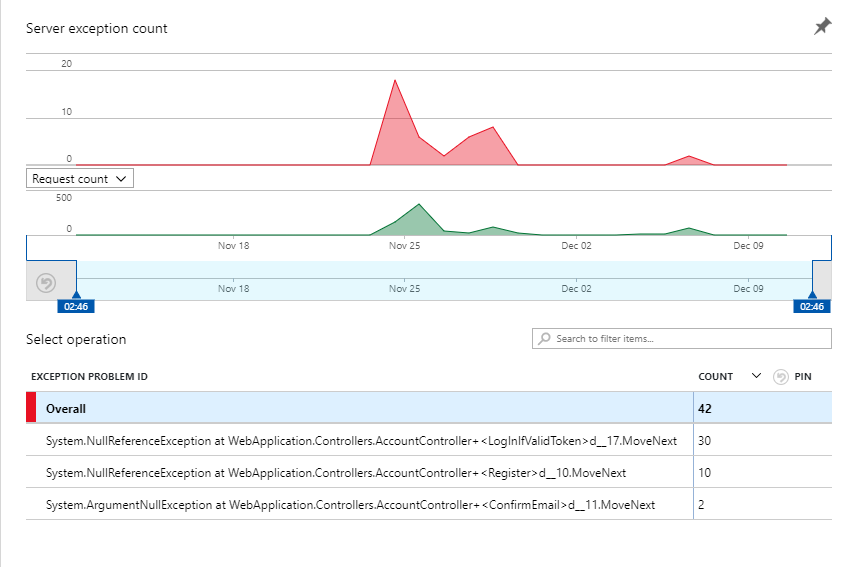 Server exception count
20
10
0
Request count
500
0
Nov 18 Nov 25 Dec 02 Dec 09
Nov 18 Nov 25 Dec 02 Dec 09
02:46 02:46
Select operation Search to filter items...
EXCEPTION PROBLEM ID COUNT PIN
Overall 42
System.NullReferenceException at WebApplication.Controllers.AccountController+<LogInIfValidToken>d__17.MoveNext 30
System.NullReferenceException at WebApplication.Controllers.AccountController+<Register>d__10.MoveNext 10
System.ArgumentNullException at WebApplication.Controllers.AccountController+<ConfirmEmail>d__11.MoveNext 2